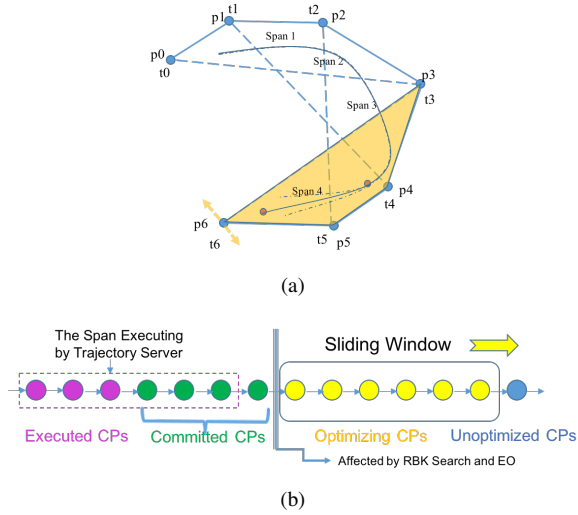 t1
p1
t2
p2
Span 1
p0
t0
Span 2
p3
t3
Span 3
Span 4
p4
t4
p6
t6
t5
p5
(a)
The Span Executing
by Trajectory Server
Sliding Window
Executed CPs
Committed CPs
Optimizing CPs
Unoptimized CPs
Affected by RBK Search and EO
(b)